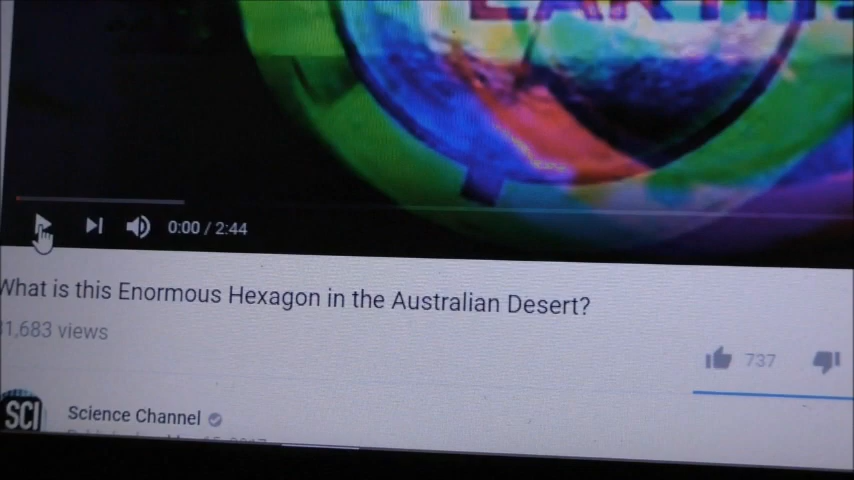 EARTH
0:00 / 2:44
What is this Enormous Hexagon in the Australian Desert?
1,683 views
737
SCI
Science Channel